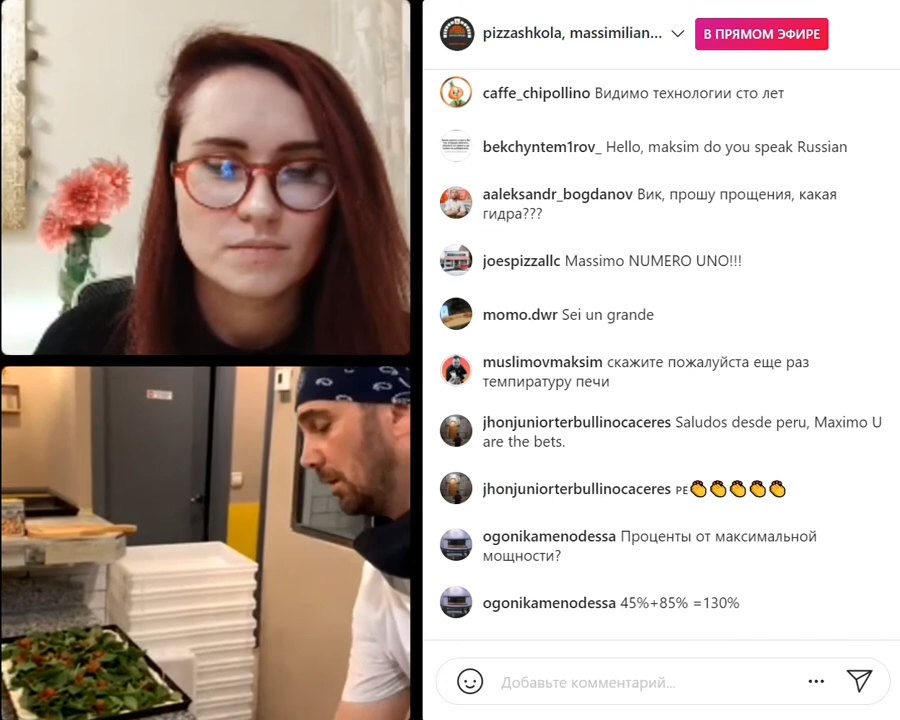 pizzashkola, massimilian...
В ПРЯМОМ ЭФИРЕ
caffe_chipollino Видимо технологии сто лет
bekchyntem1rov_ Hello, maksim do you speak Russian
aaleksandr_bogdanov Вик, прошу прощения, какая
гидра???
joespizzallc Massimo NUMERO UNO!!!
momo.dwr Sei un grande
muslimovmaksim скажите пожалуйста еще раз
темпиратуру печи
jhonjuniorterbullinocaceres Saludos desde peru, Maximo U
are the bets.
jhonjuniorterbullinocaceres PE👏👏👏👏👏
ogonikamenodessa Проценты от максимальной
мощности?
ogonikamenodessa 45%+85% =130%
Добавьте комментарий...